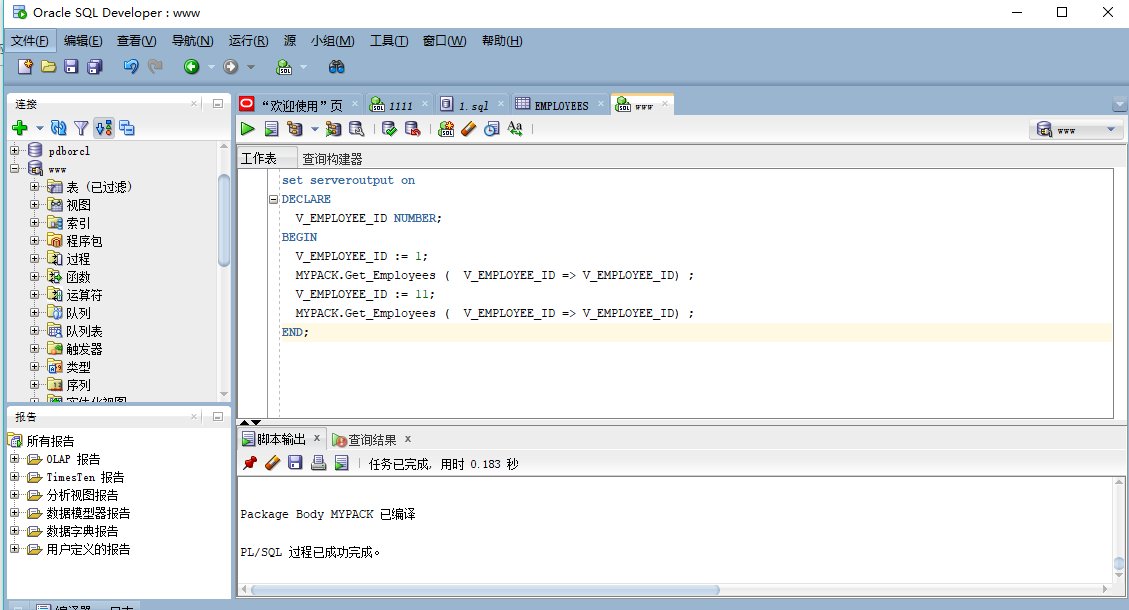 Oracle SQL Developer : www
文件(F) 编辑(E) 查看(V) 导航(N) 运行(R) 源 小组(M) 工具(T) 窗口(W) 帮助(H)
连接
pdborcl
www
表 (已过滤)
视图
索引
程序包
过程
函数
运算符
队列
队列表
触发器
类型
序列
实体化视图
报告
所有报告
OLAP 报告
TimesTen 报告
分析视图报告
数据模型器报告
数据字典报告
用户定义的报告
“欢迎使用”页 1111 1.sql EMPLOYEES www
www
工作表 查询构建器
set serveroutput on
DECLARE
V_EMPLOYEE_ID NUMBER;
BEGIN
V_EMPLOYEE_ID := 1;
MYPACK.Get_Employees (  V_EMPLOYEE_ID => V_EMPLOYEE_ID) ;
V_EMPLOYEE_ID := 11;
MYPACK.Get_Employees (  V_EMPLOYEE_ID => V_EMPLOYEE_ID) ;
END;
脚本输出 x 查询结果 x
任务已完成, 用时 0.183 秒
Package Body MYPACK 已编译
PL/SQL 过程已成功完成。